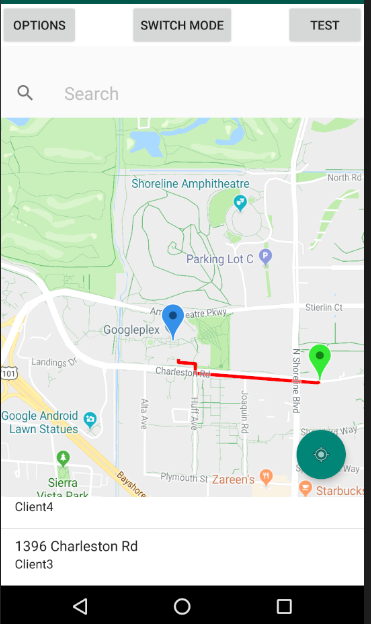 OPTIONS
SWITCH MODE
TEST
Search
North Rd
Shoreline Amphitheatre
Parking Lot C
Stierlin Ct
Pkwy
Googleplex
N Shoreline Blvd
101
Landings Dr
Charleston Rd
Alta Ave
Huff Ave
Joaquin Rd
Google Android
Lawn Statues
Way
Sierra
Vista Park
Bayshore
Plymouth St
Zareen's
Starbucks
Client4
1396 Charleston Rd
Client3